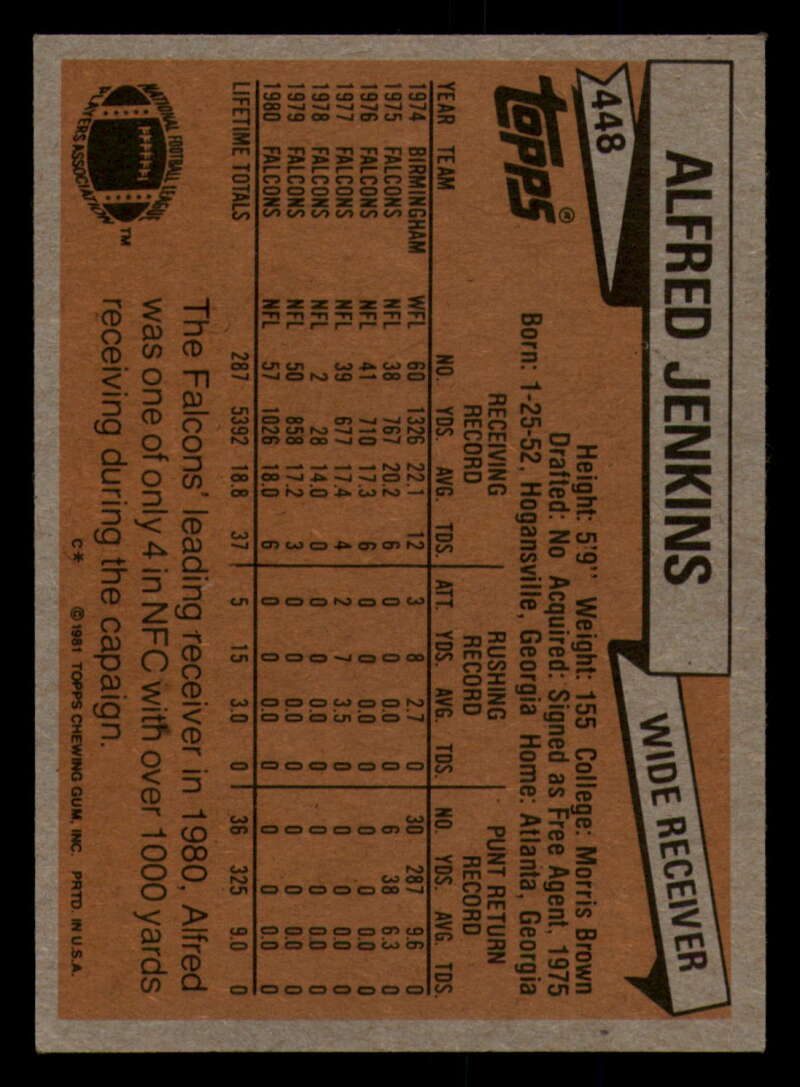 ALFRED JENKINS
WIDE RECEIVER
448
TOPPS®
Height: 5'9" Weight: 155 College: Morris Brown
Drafted: No Acquired: Signed as Free Agent, 1975
Born: 1-25-52, Hogansville, Georgia Home: Atlanta, Georgia
RECEIVING RECORD RUSHING RECORD PUNT RETURN RECORD
YEAR TEAM NO. YDS. AVG. TDS. ATT. YDS. AVG. TDS. NO. YDS. AVG. TDS.
1974 BIRMINGHAM WFL 60 1326 22.1 12 3 8 2.7 0 30 287 9.6 0
1975 FALCONS NFL 38 767 20.2 6 0 0 0.0 0 6 38 6.3 0
1976 FALCONS NFL 41 710 17.3 6 0 0 0.0 0 0 0 0.0 0
1977 FALCONS NFL 39 677 17.4 4 2 7 3.5 0 0 0 0.0 0
1978 FALCONS NFL 2 28 14.0 0 0 0 0.0 0 0 0 0.0 0
1979 FALCONS NFL 50 858 17.2 3 0 0 0.0 0 0 0 0.0 0
1980 FALCONS NFL 57 1026 18.0 6 0 0 0.0 0 0 0 0.0 0
LIFETIME TOTALS 287 5392 18.8 37 5 15 3.0 0 36 325 9.0 0
NATIONAL FOOTBALL LEAGUE
PLAYERS ASSOCIATION
TM
The Falcons' leading receiver in 1980, Alfred
was one of only 4 in NFC with over 1000 yards
receiving during the capaign.
C* © 1981 TOPPS CHEWING GUM, INC. PRTD. IN U.S.A.